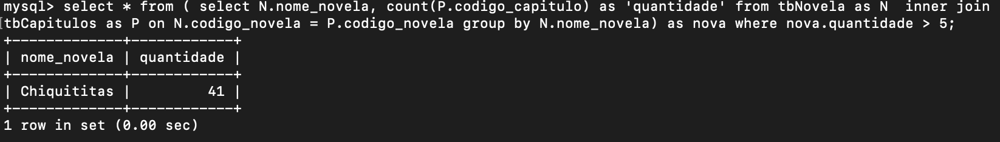 mysql> select * from ( select N.nome_novela, count(P.codigo_capitulo) as 'quantidade' from tbNovela as N  inner join
tbCapitulos as P on N.codigo_novela = P.codigo_novela group by N.nome_novela) as nova where nova.quantidade > 5;
+-------------+------------+
| nome_novela | quantidade |
+-------------+------------+
| Chiquititas |         41 |
+-------------+------------+
1 row in set (0.00 sec)